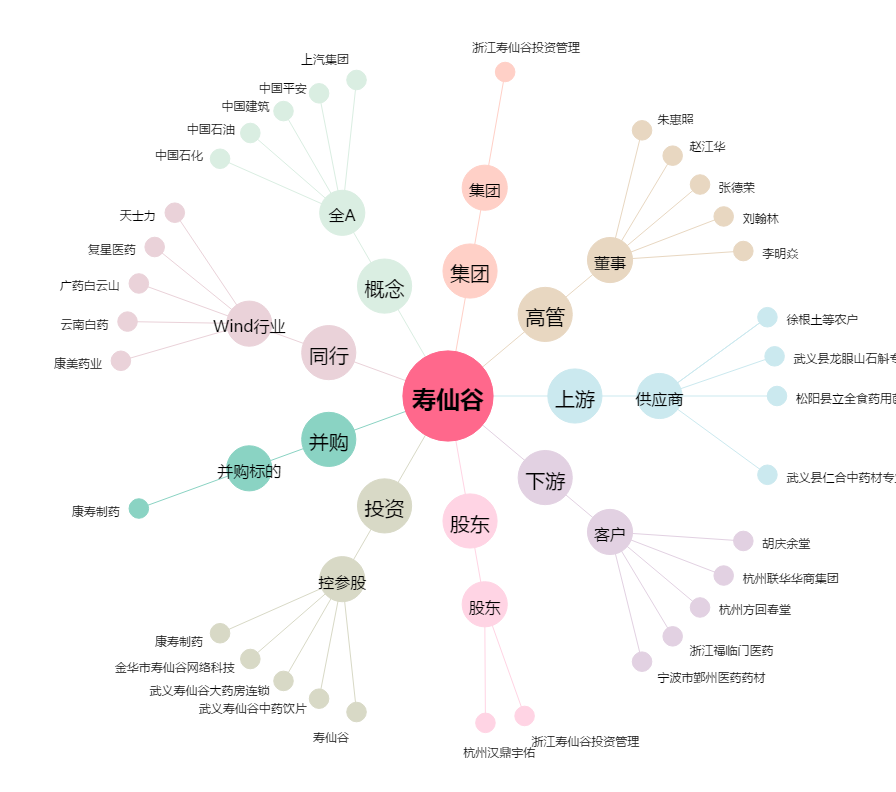 浙江寿仙谷投资管理
上汽集团
中国平安
中国建筑
中国石油
中国石化
朱惠照
赵江华
张德荣
刘翰林
李明焱
集团
集团
全A
概念
董事
高管
天士力
复星医药
广药白云山
云南白药
康美药业
Wind行业
同行
徐根土等农户
武义县龙眼山石斛专
松阳县立全食药用菌
武义县仁合中药材专业
供应商
上游
寿仙谷
并购
并购标的
康寿制药
下游
客户
胡庆余堂
杭州联华华商集团
杭州方回春堂
浙江福临门医药
宁波市鄞州医药药材
投资
控参股
康寿制药
金华市寿仙谷网络科技
武义寿仙谷大药房连锁
武义寿仙谷中药饮片
寿仙谷
股东
股东
浙江寿仙谷投资管理
杭州汉鼎宇佑